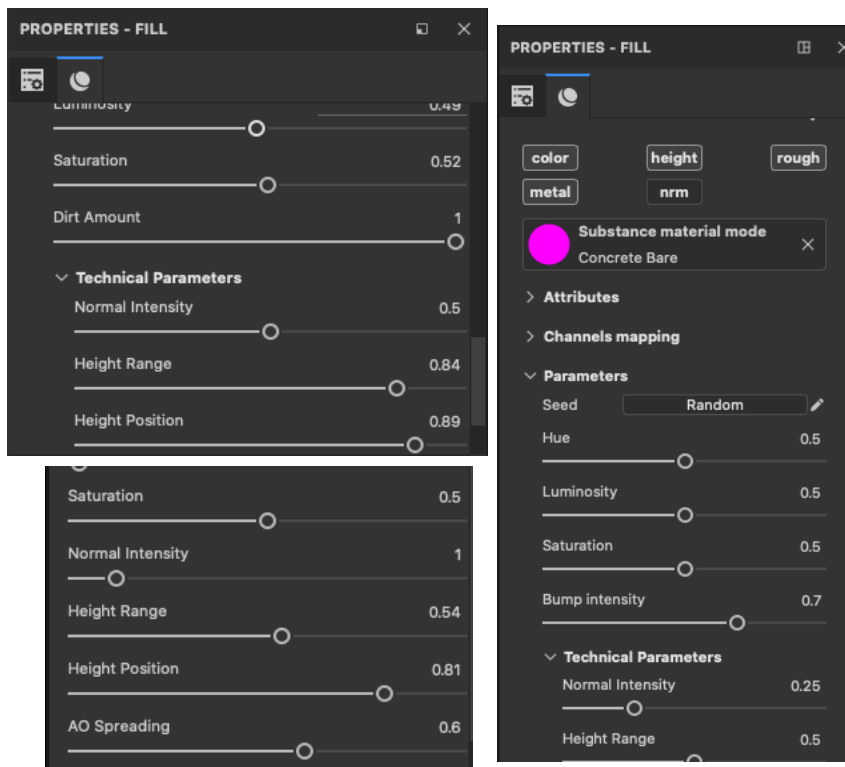 PROPERTIES - FILL
Luminosity 0.49
Saturation 0.52
Dirt Amount 1
Technical Parameters
Normal Intensity 0.5
Height Range 0.84
Height Position 0.89
Saturation 0.5
Normal Intensity 1
Height Range 0.54
Height Position 0.81
AO Spreading 0.6
PROPERTIES - FILL
color height rough
metal nrm
Substance material mode
Concrete Bare
Attributes
Channels mapping
Parameters
Seed Random
Hue 0.5
Luminosity 0.5
Saturation 0.5
Bump intensity 0.7
Technical Parameters
Normal Intensity 0.25
Height Range 0.5